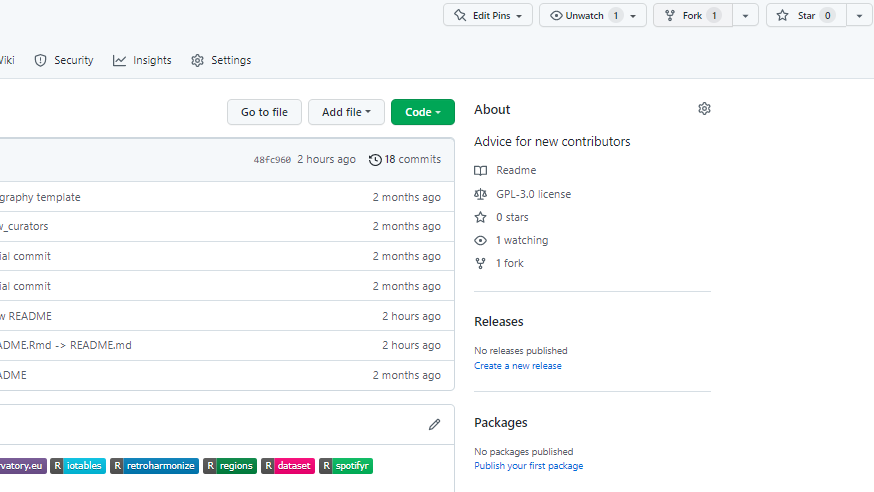 Edit Pins Unwatch 1 Fork 1 Star 0
Security Insights Settings
Go to file Add file Code
48fc960 2 hours ago 18 commits
graphy template 2 months ago
w_curators 2 months ago
ial commit 2 months ago
ial commit 2 months ago
w README 2 hours ago
ADME.Rmd -> README.md 2 hours ago
ADME 2 months ago
rvatory.eu R iotables R retroharmonize R regions R dataset R spotifyr
About
Advice for new contributors
Readme
GPL-3.0 license
0 stars
1 watching
1 fork
Releases
No releases published
Create a new release
Packages
No packages published
Publish your first package